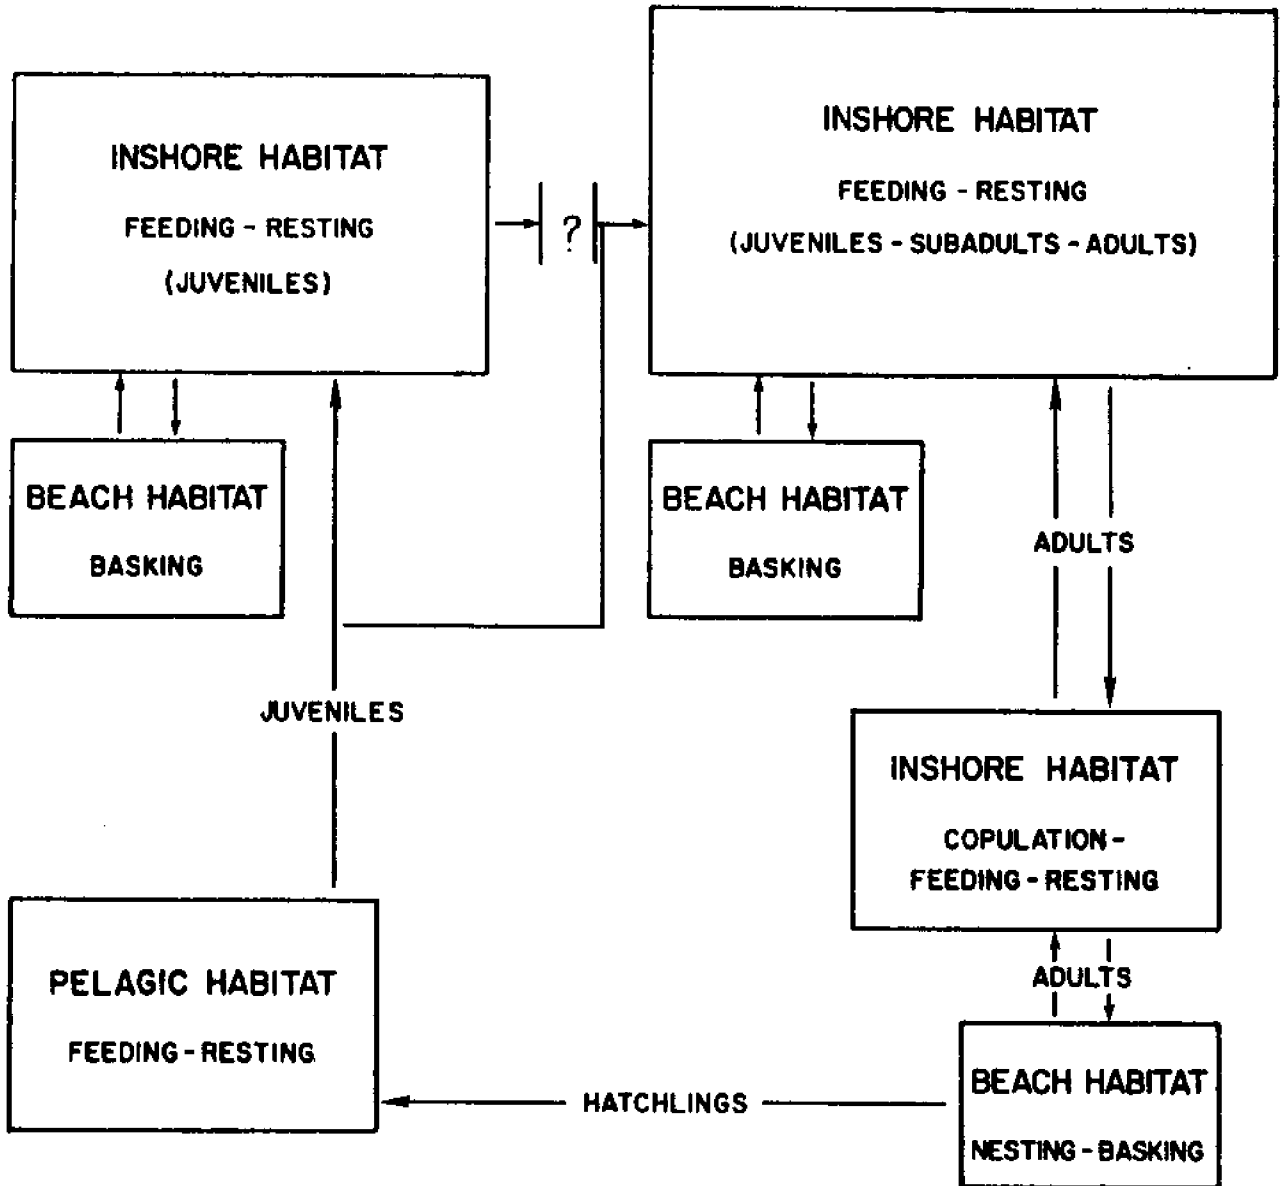 INSHORE HABITAT
FEEDING - RESTING
(JUVENILES)
?
INSHORE HABITAT
FEEDING - RESTING
(JUVENILES - SUBADULTS - ADULTS)
BEACH HABITAT
BASKING
BEACH HABITAT
BASKING
ADULTS
JUVENILES
INSHORE HABITAT
COPULATION-
FEEDING-RESTING
PELAGIC HABITAT
FEEDING-RESTING
ADULTS
HATCHLINGS
BEACH HABITAT
NESTING-BASKING